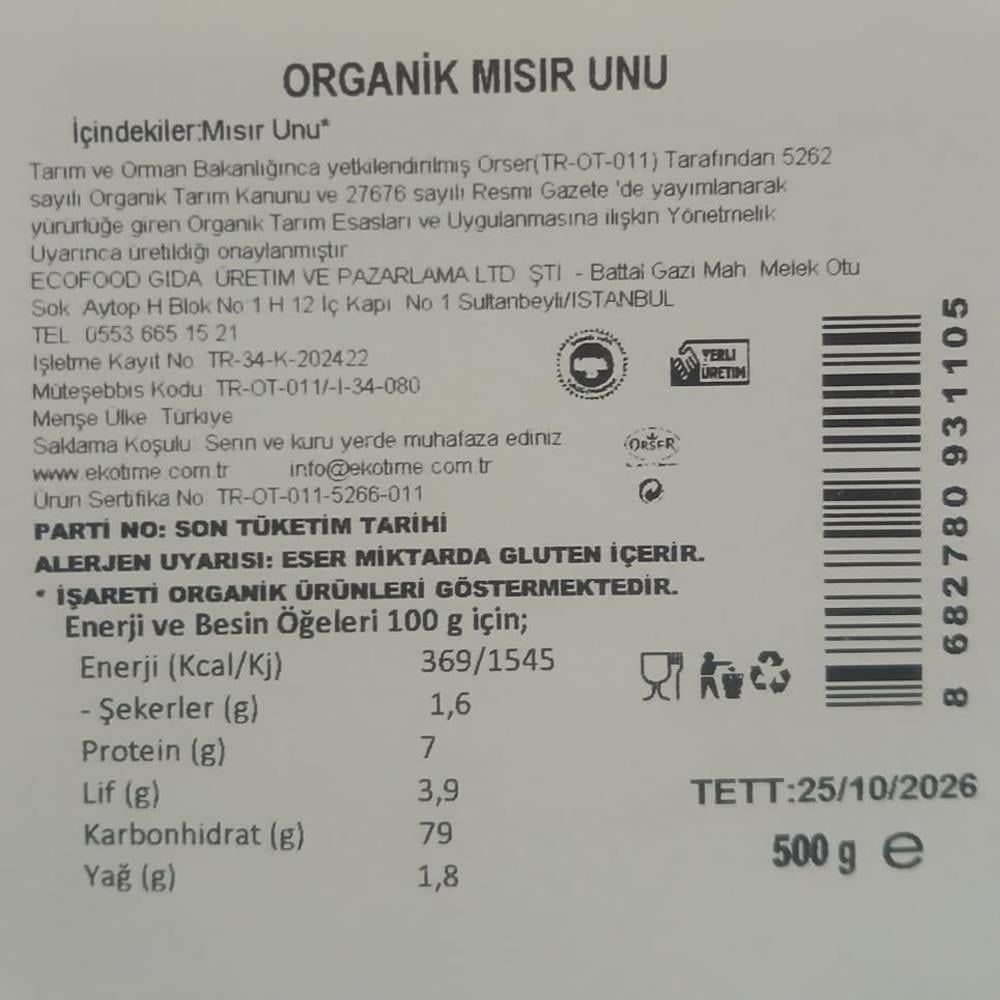 ORGANİK MISIR UNU
İçindekiler:Mısır Unu*
Tarım ve Orman Bakanlığınca yetkilendirilmiş Orser(TR-OT-011) Tarafından 5262
sayılı Organik Tarım Kanunu ve 27676 sayılı Resmi Gazete 'de yayımlanarak
yürürlüğe giren Organik Tarım Esasları ve Uygulanmasına ilişkin Yönetmelik
Uyarınca üretildiği onaylanmıştır
ECOFOOD GIDA ÜRETIM VE PAZARLAMA LTD ŞTİ - Battal Gazi Mah Melek Otu
Sok Aytop H Blok No 1 H 12 İç Kapı No 1 Sultanbeyli/ISTANBUL
TEL 0553 665 15 21
Işletme Kayıt No TR-34-K-202422
Müteşebbis Kodu TR-OT-011/-I-34-080
Menşe Ülke Türkiye
Saklama Koşulu Serin ve kuru yerde muhafaza ediniz
www.ekotime.com.tr info@ekotime.com.tr
Ürün Sertifika No TR-OT-011-5266-011
PARTİ NO: SON TÜKETİM TARİHİ
ALERJEN UYARISI: ESER MİKTARDA GLUTEN İÇERİR.
* İŞARETİ ORGANİK ÜRÜNLERİ GÖSTERMEKTEDİR.
YERLİ
ÜRETİM
ORSER
Enerji ve Besin Öğeleri 100 g için;
Enerji (Kcal/Kj) 369/1545
- Şekerler (g) 1,6
Protein (g) 7
Lif (g) 3,9
Karbonhidrat (g) 79
Yağ (g) 1,8
8 682780 931105
TETT:25/10/2026
500 g e